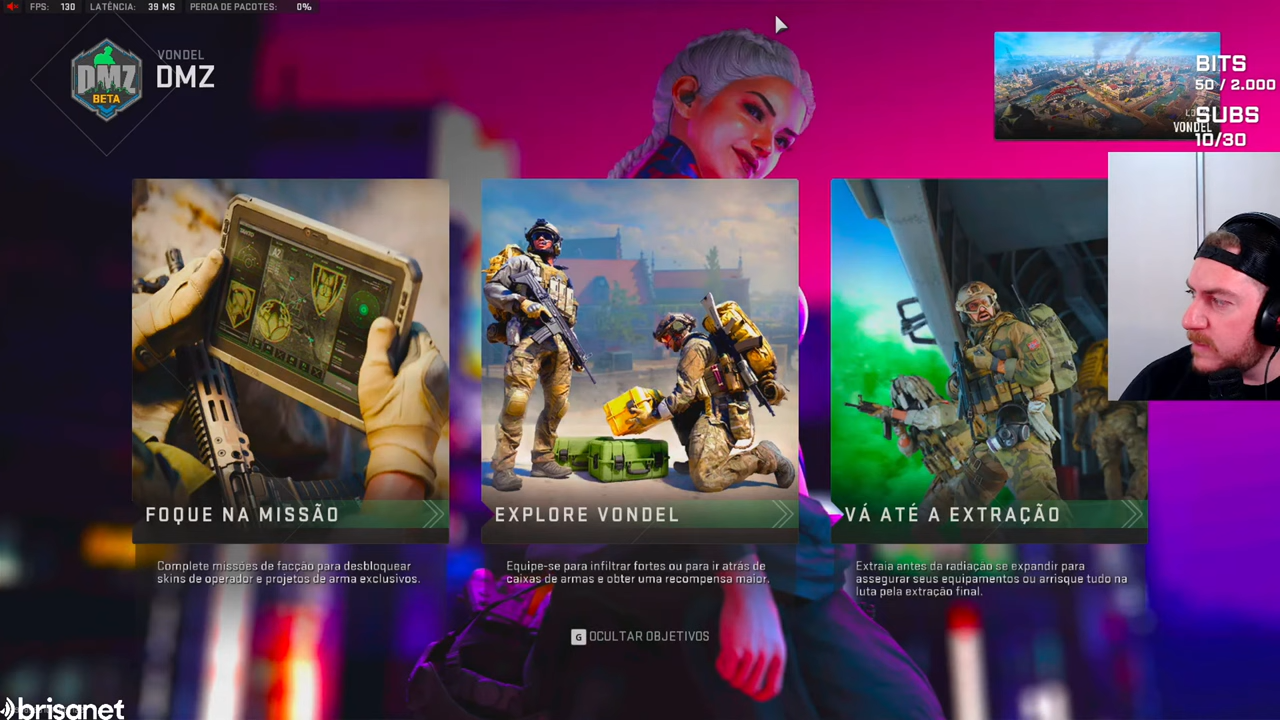 FPS: 130 LATÊNCIA: 39 MS PERDA DE PACOTES: 0%
VONDEL
DMZ
DMZ
BETA
BITS
50 / 2.000
SUBS
VONDEL
10/30
FOQUE NA MISSÃO
Complete missões de facção para desbloquear
skins de operador e projetos de arma exclusivos.
EXPLORE VONDEL
Equipe-se para infiltrar fortes ou para ir atrás de
caixas de armas e obter uma recompensa maior.
VÁ ATÉ A EXTRAÇÃO
Extraia antes da radiação se expandir para
assegurar seus equipamentos ou arrisque tudo na
luta pela extração final.
G OCULTAR OBJETIVOS
brisanet